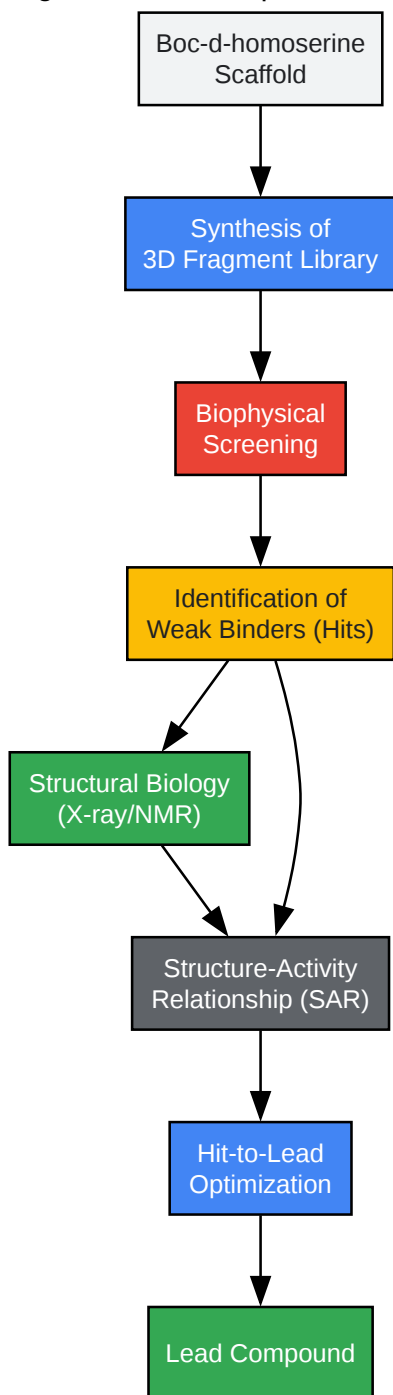 Boc-d-homoserine
Scaffold
Synthesis of
3D Fragment Library
Biophysical
Screening
Identification of
Weak Binders (Hits)
Structural Biology
(X-ray/NMR)
Structure-Activity
Relationship (SAR)
Hit-to-Lead
Optimization
Lead Compound